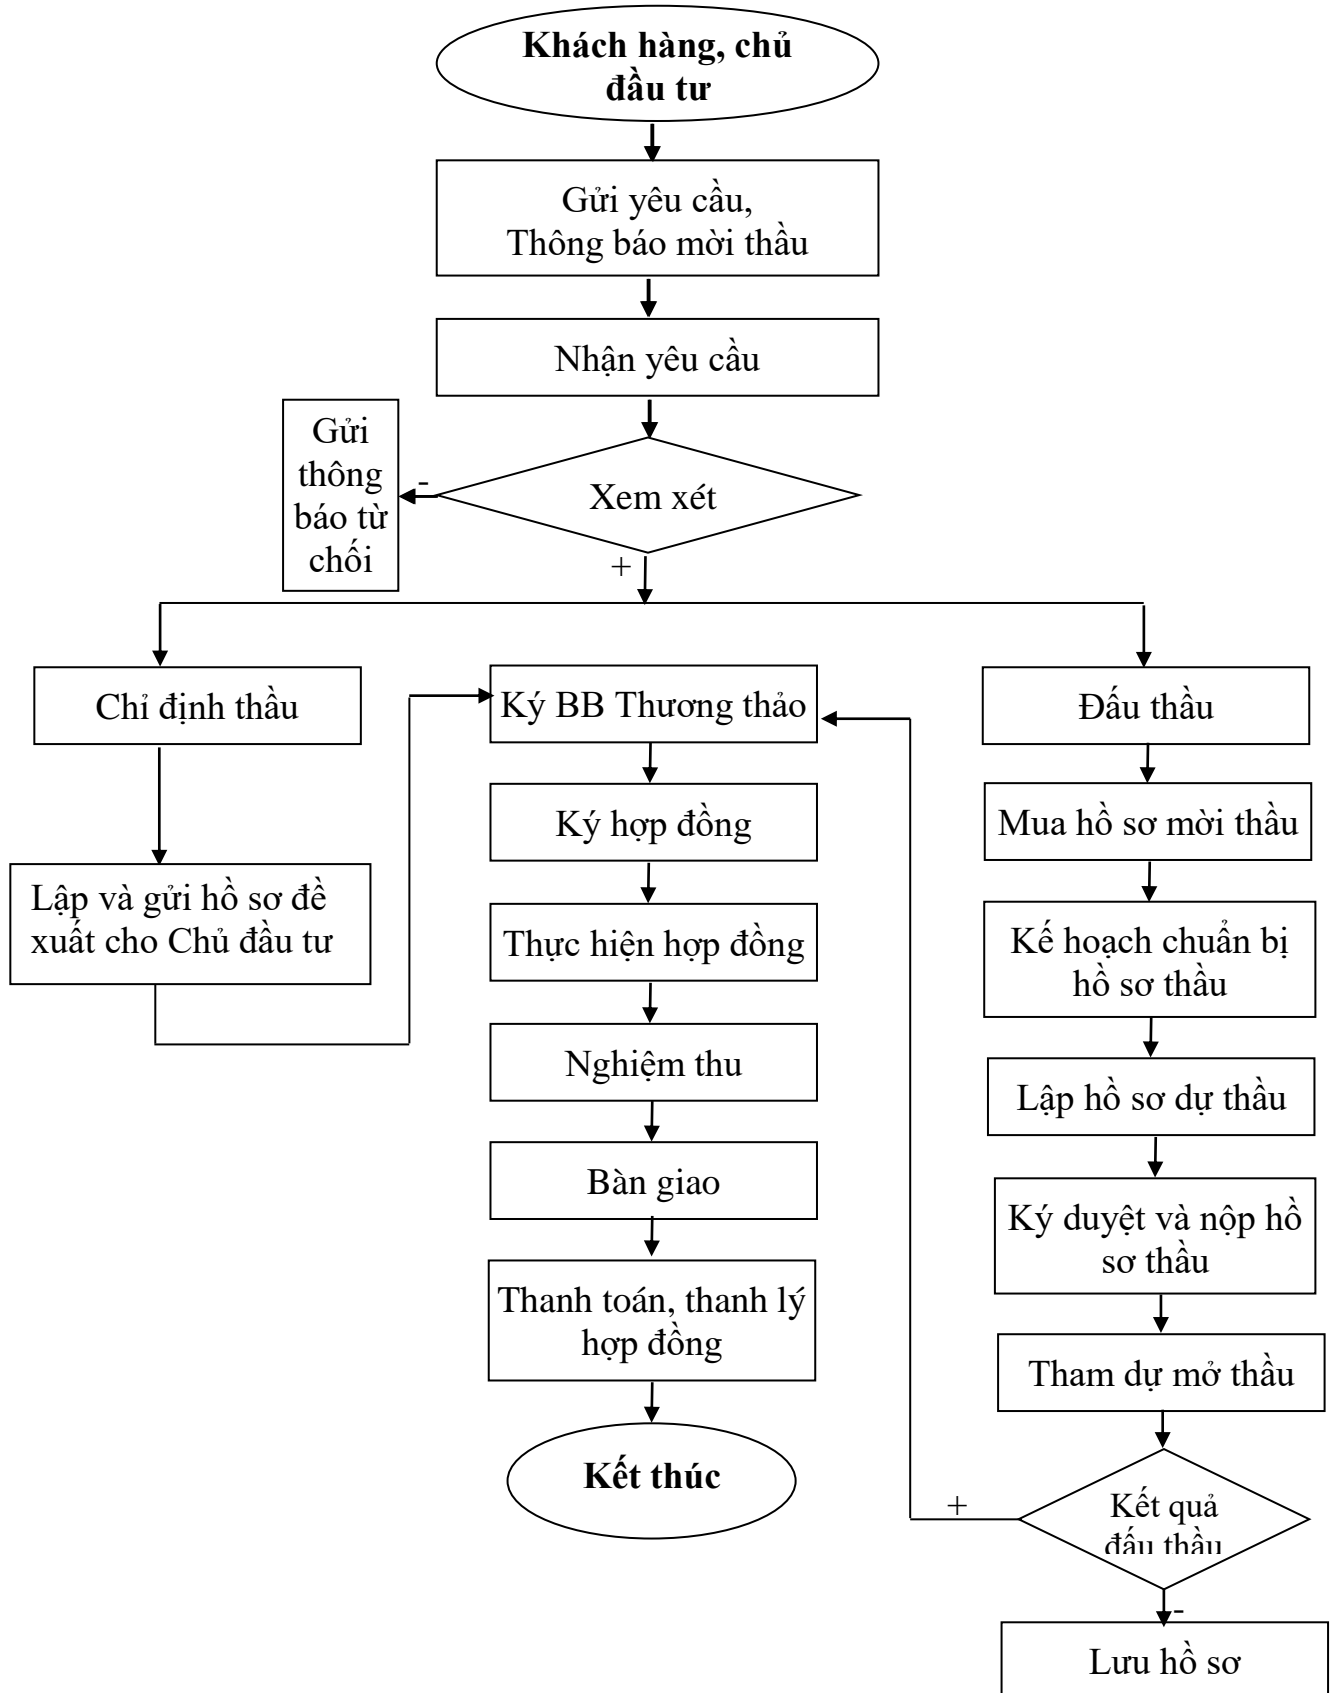 Khách hàng, chủ
đầu tư
Gửi yêu cầu,
Thông báo mời thầu
Nhận yêu cầu
Gửi
thông
báo từ
chối
-
Xem xét
+
Chỉ định thầu
Lập và gửi hồ sơ đề
xuất cho Chủ đầu tư
Ký BB Thương thảo
Ký hợp đồng
Thực hiện hợp đồng
Nghiệm thu
Bàn giao
Thanh toán, thanh lý
hợp đồng
Kết thúc
Đấu thầu
Mua hồ sơ mời thầu
Kế hoạch chuẩn bị
hồ sơ thầu
Lập hồ sơ dự thầu
Ký duyệt và nộp hồ
sơ thầu
Tham dự mở thầu
+
Kết quả
đấu thầu
-
Lưu hồ sơ